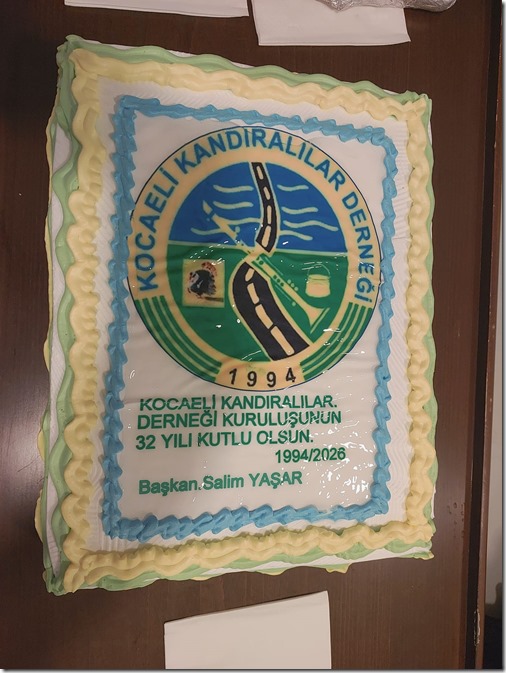 KOCAELİ KANDIRALILAR DERNEĞİ
1994
KOCAELİ KANDIRALILAR.
DERNEĞİ KURULUŞUNUN
32 YILI KUTLU OLSUN.
1994/2026
Başkan.Salim YAŞAR